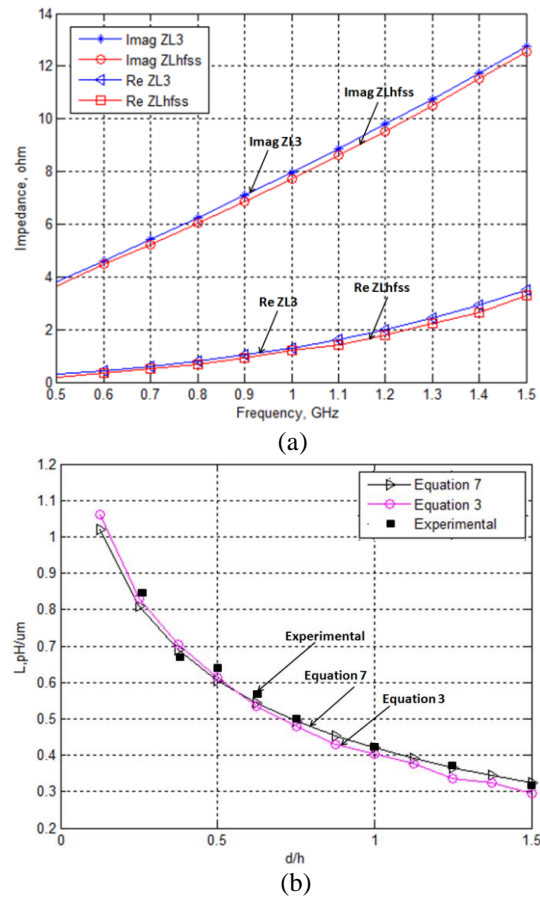 Imag ZL3
Imag ZLhfss
Re ZL3
Re ZLhfss
14
12
10
8
6
4
2
0
Impedance, ohm
Imag ZLhfss
Imag ZL3
Re ZL3
Re ZLhfss
0.5 0.6 0.7 0.8 0.9 1 1.1 1.2 1.3 1.4 1.5
Frequency, GHz
(a)
1.2
1.1
1
0.9
0.8
0.7
0.6
0.5
0.4
0.3
0.2
L,pH/um
Equation 7
Equation 3
Experimental
Experimental
Equation 7
Equation 3
0 0.5 1 1.5
d/h
(b)